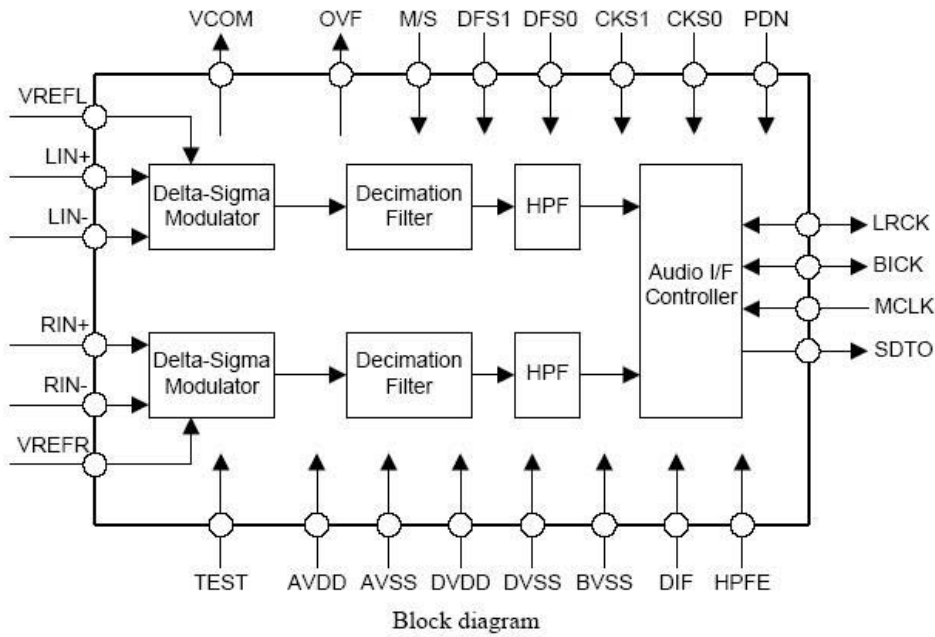 VCOM OVF M/S DFS1 DFS0 CKS1 CKS0 PDN
VREFL
LIN+
LIN-
Delta-Sigma
Modulator
Decimation
Filter
HPF
Audio I/F
Controller
LRCK
BICK
MCLK
SDTO
RIN+
RIN-
VREFR
Delta-Sigma
Modulator
Decimation
Filter
HPF
TEST AVDD AVSS DVDD DVSS BVSS DIF HPFE
Block diagram